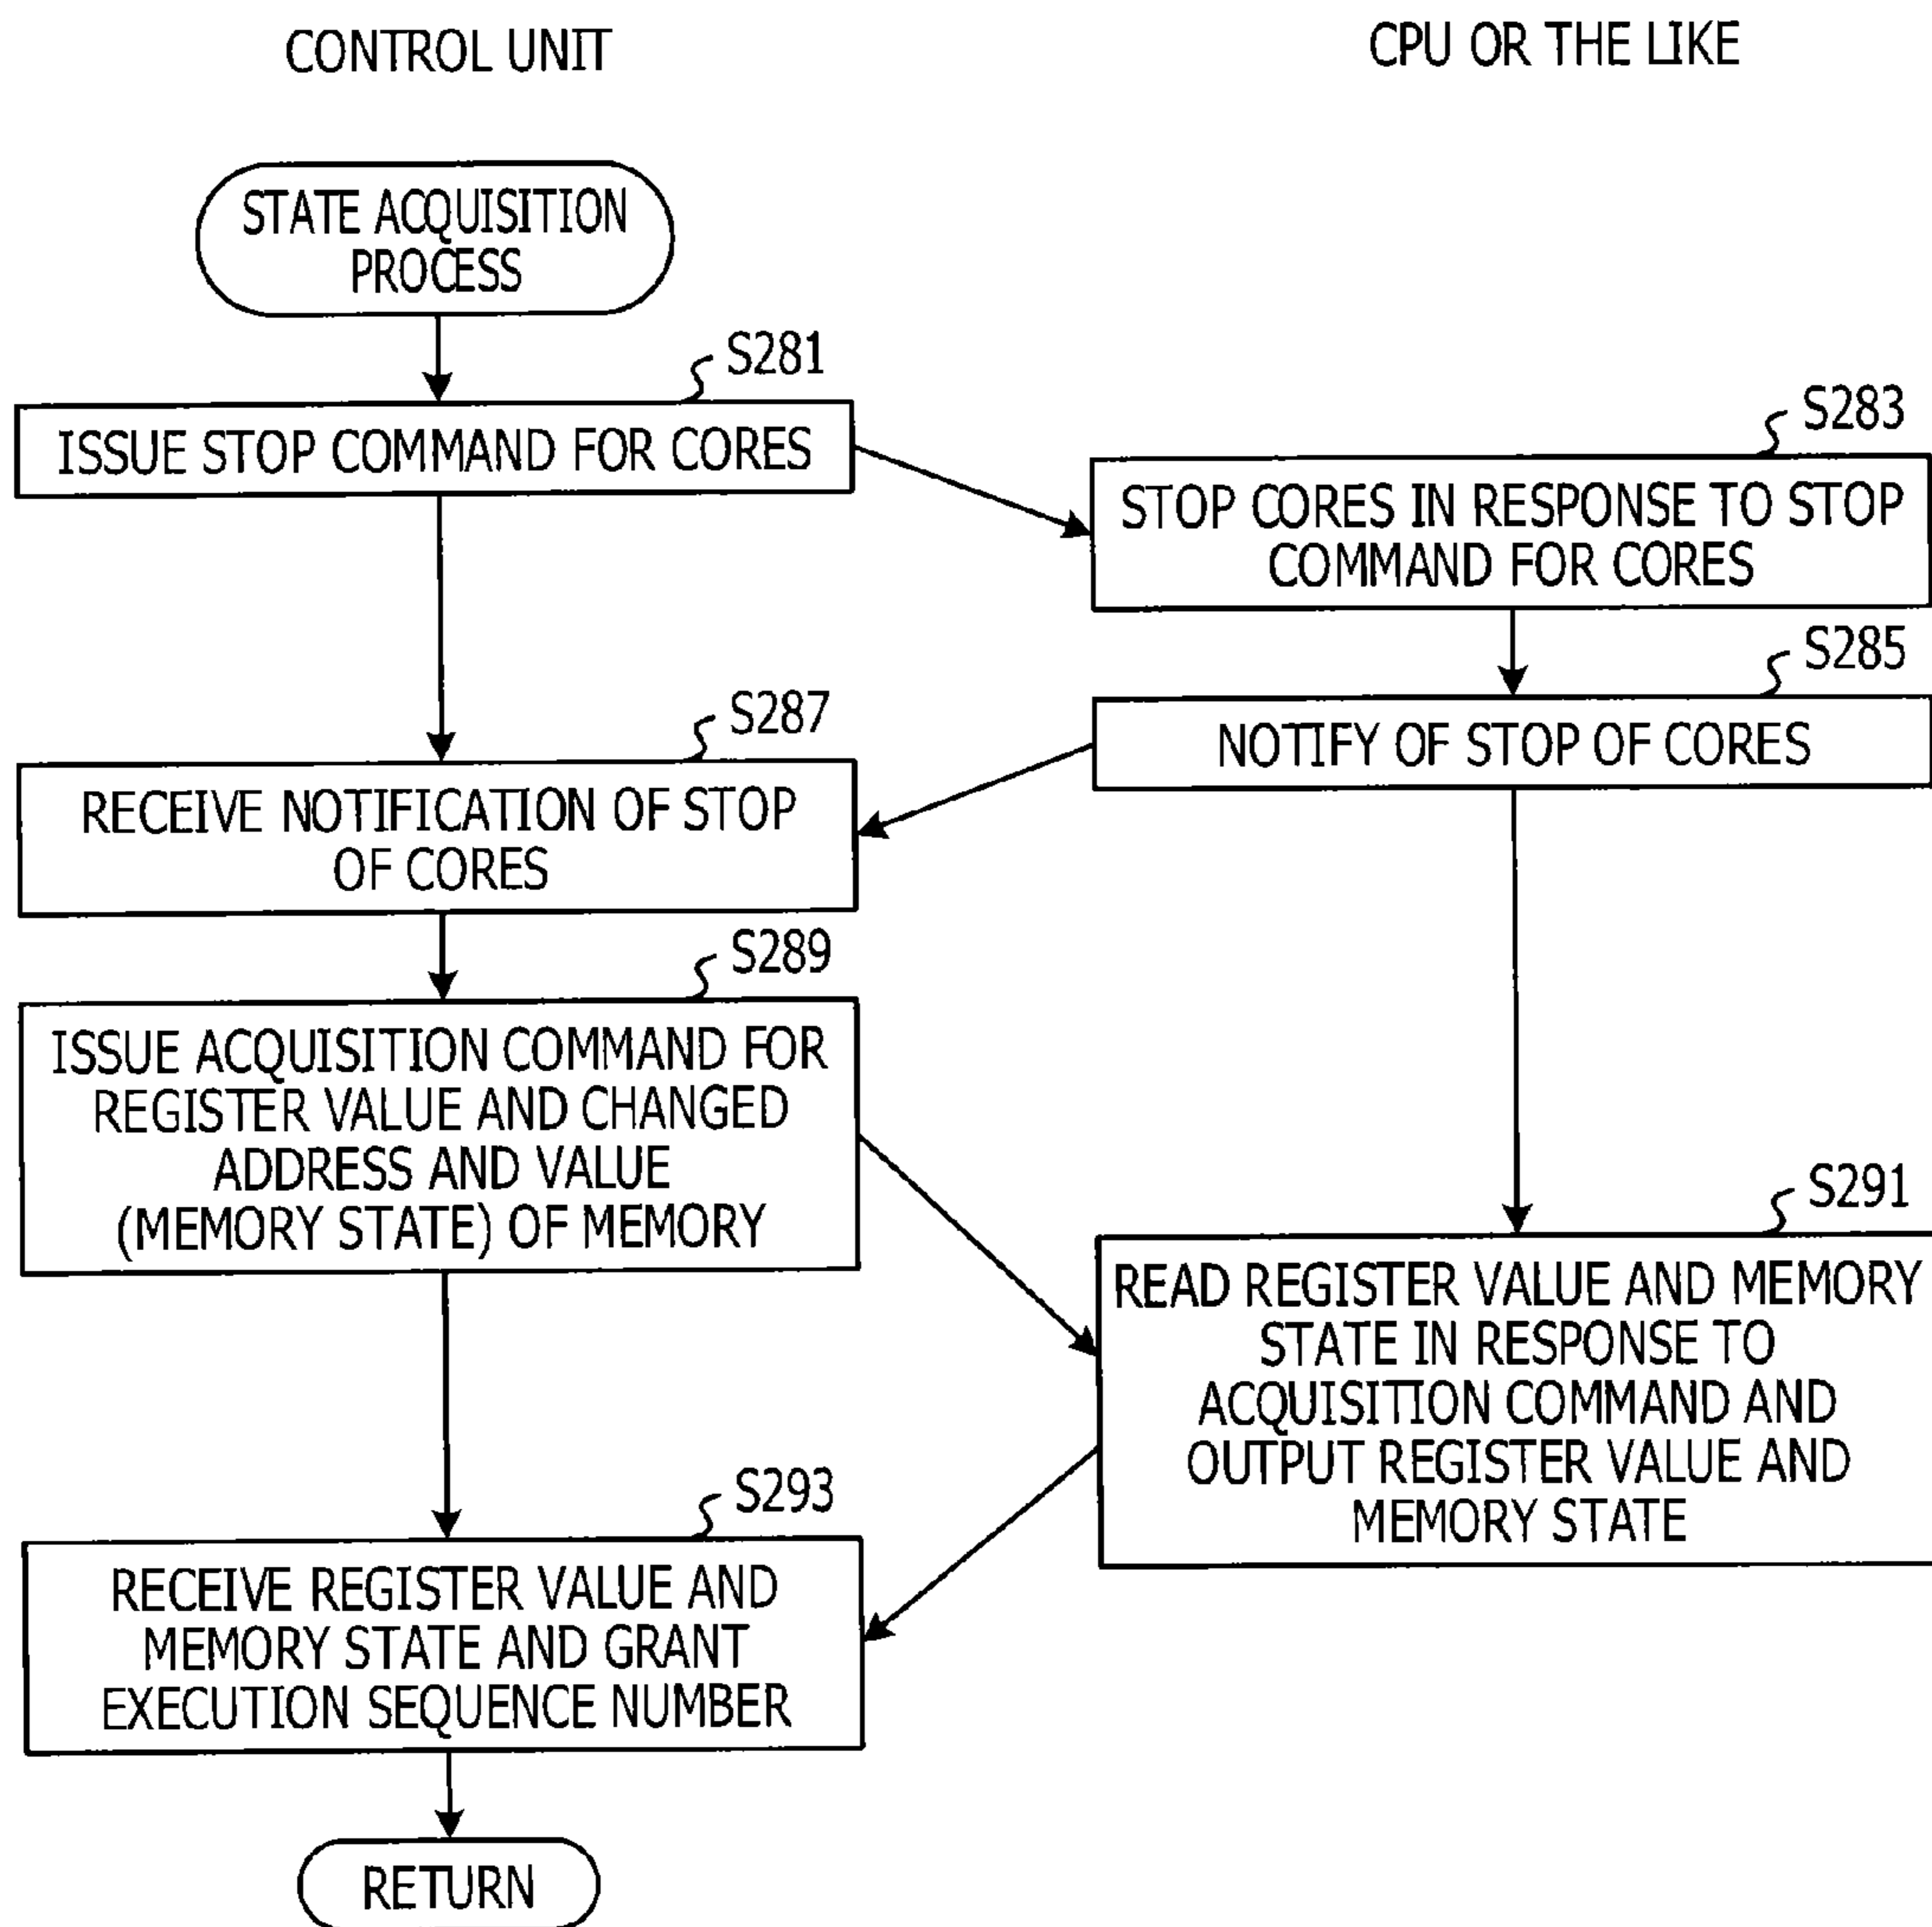 CONTROL UNIT
CPU OR THE LIKE
STATE ACQUISITION
PROCESS
S281
ISSUE STOP COMMAND FOR CORES
S283
STOP CORES IN RESPONSE TO STOP
COMMAND FOR CORES
S285
NOTIFY OF STOP OF CORES
S287
RECEIVE NOTIFICATION OF STOP
OF CORES
S289
ISSUE ACQUISITION COMMAND FOR
REGISTER VALUE AND CHANGED
ADDRESS AND VALUE
(MEMORY STATE) OF MEMORY
S291
READ REGISTER VALUE AND MEMORY
STATE IN RESPONSE TO
ACQUISITION COMMAND AND
OUTPUT REGISTER VALUE AND
MEMORY STATE
S293
RECEIVE REGISTER VALUE AND
MEMORY STATE AND GRANT
EXECUTION SEQUENCE NUMBER
RETURN